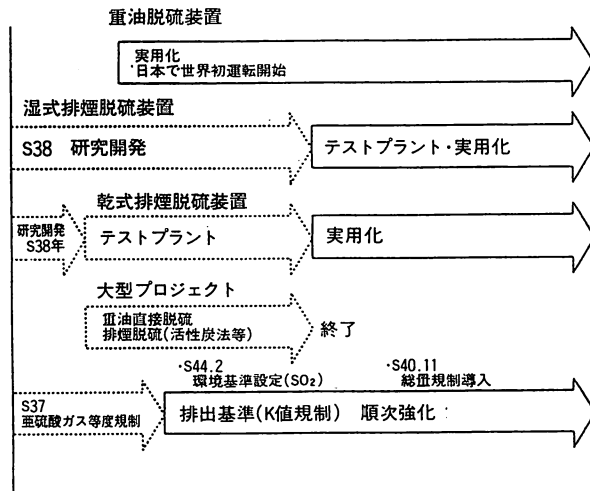 重油脱硫装置
実用化
・日本で世界初運転開始
湿式排煙脱硫装置
S38 研究開発
テストプラント・実用化
乾式排煙脱硫装置
研究開発
S38年
テストプラント
実用化
大型プロジェクト
重油直接脱硫
排煙脱硫(活性炭法等)
終了
・S44.2
環境基準設定(SO₂)
・S40.11
総量規制導入
S37
亜硫酸ガス等度規制
排出基準(K値規制) 順次強化